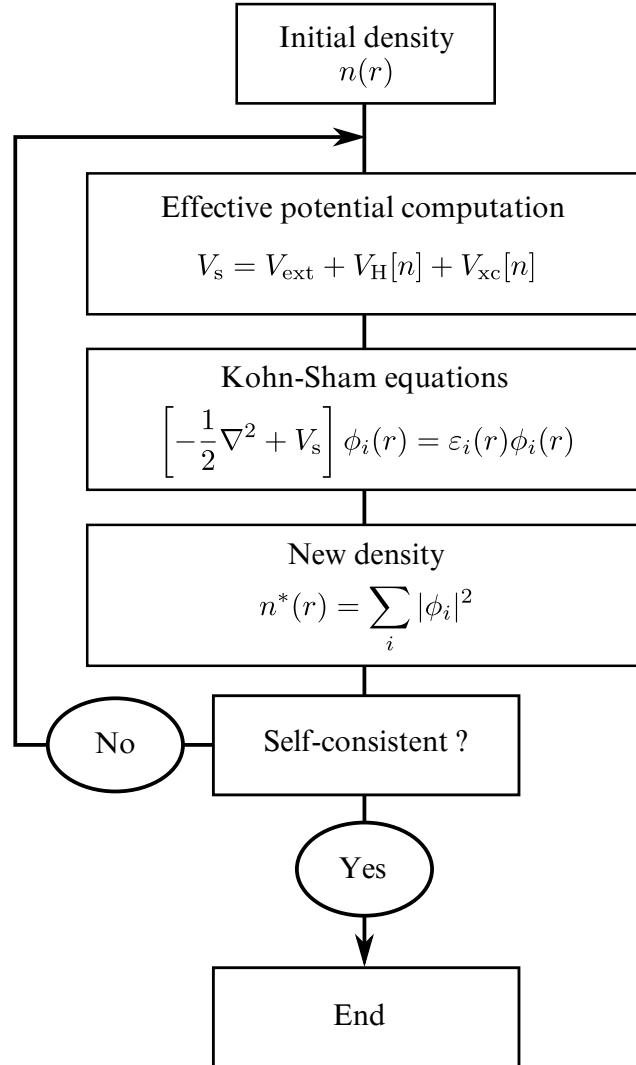 Initial density
n(r)
Effective potential computation
V_s = V_ext + V_H[n] + V_xc[n]
Kohn-Sham equations
[-1/2 ∇² + V_s] ϕ_i(r) = ε_i(r)ϕ_i(r)
New density
n*(r) = ∑_i |ϕ_i|²
No
Self-consistent ?
Yes
End